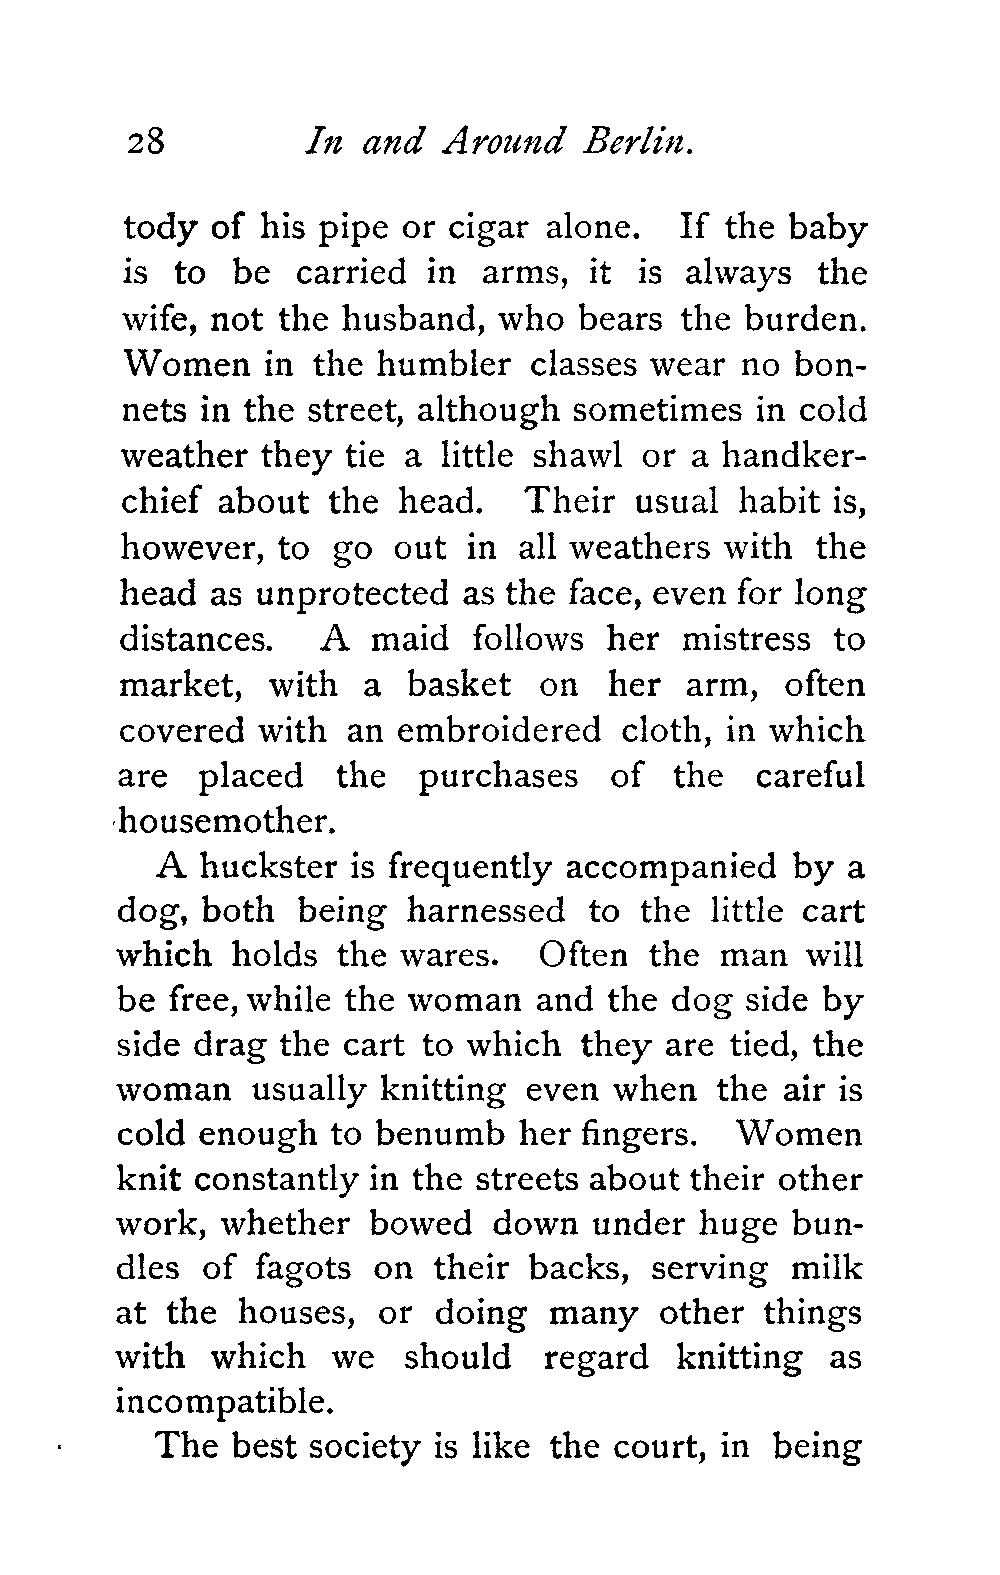 28 In and Around Berlin.
tody of his pipe or cigar alone. If the baby
is to be carried in arms, it is always the
wife, not the husband, who bears the burden.
Women in the humbler classes wear no bon-
nets in the street, although sometimes in cold
weather they tie a little shawl or a handker-
chief about the head. Their usual habit is,
however, to go out in all weathers with the
head as unprotected as the face, even for long
distances. A maid follows her mistress to
market, with a basket on her arm, often
covered with an embroidered cloth, in which
are placed the purchases of the careful
housemother.
A huckster is frequently accompanied by a
dog, both being harnessed to the little cart
which holds the wares. Often the man will
be free, while the woman and the dog side by
side drag the cart to which they are tied, the
woman usually knitting even when the air is
cold enough to benumb her fingers. Women
knit constantly in the streets about their other
work, whether bowed down under huge bun-
dles of fagots on their backs, serving milk
at the houses, or doing many other things
with which we should regard knitting as
incompatible.
The best society is like the court, in being